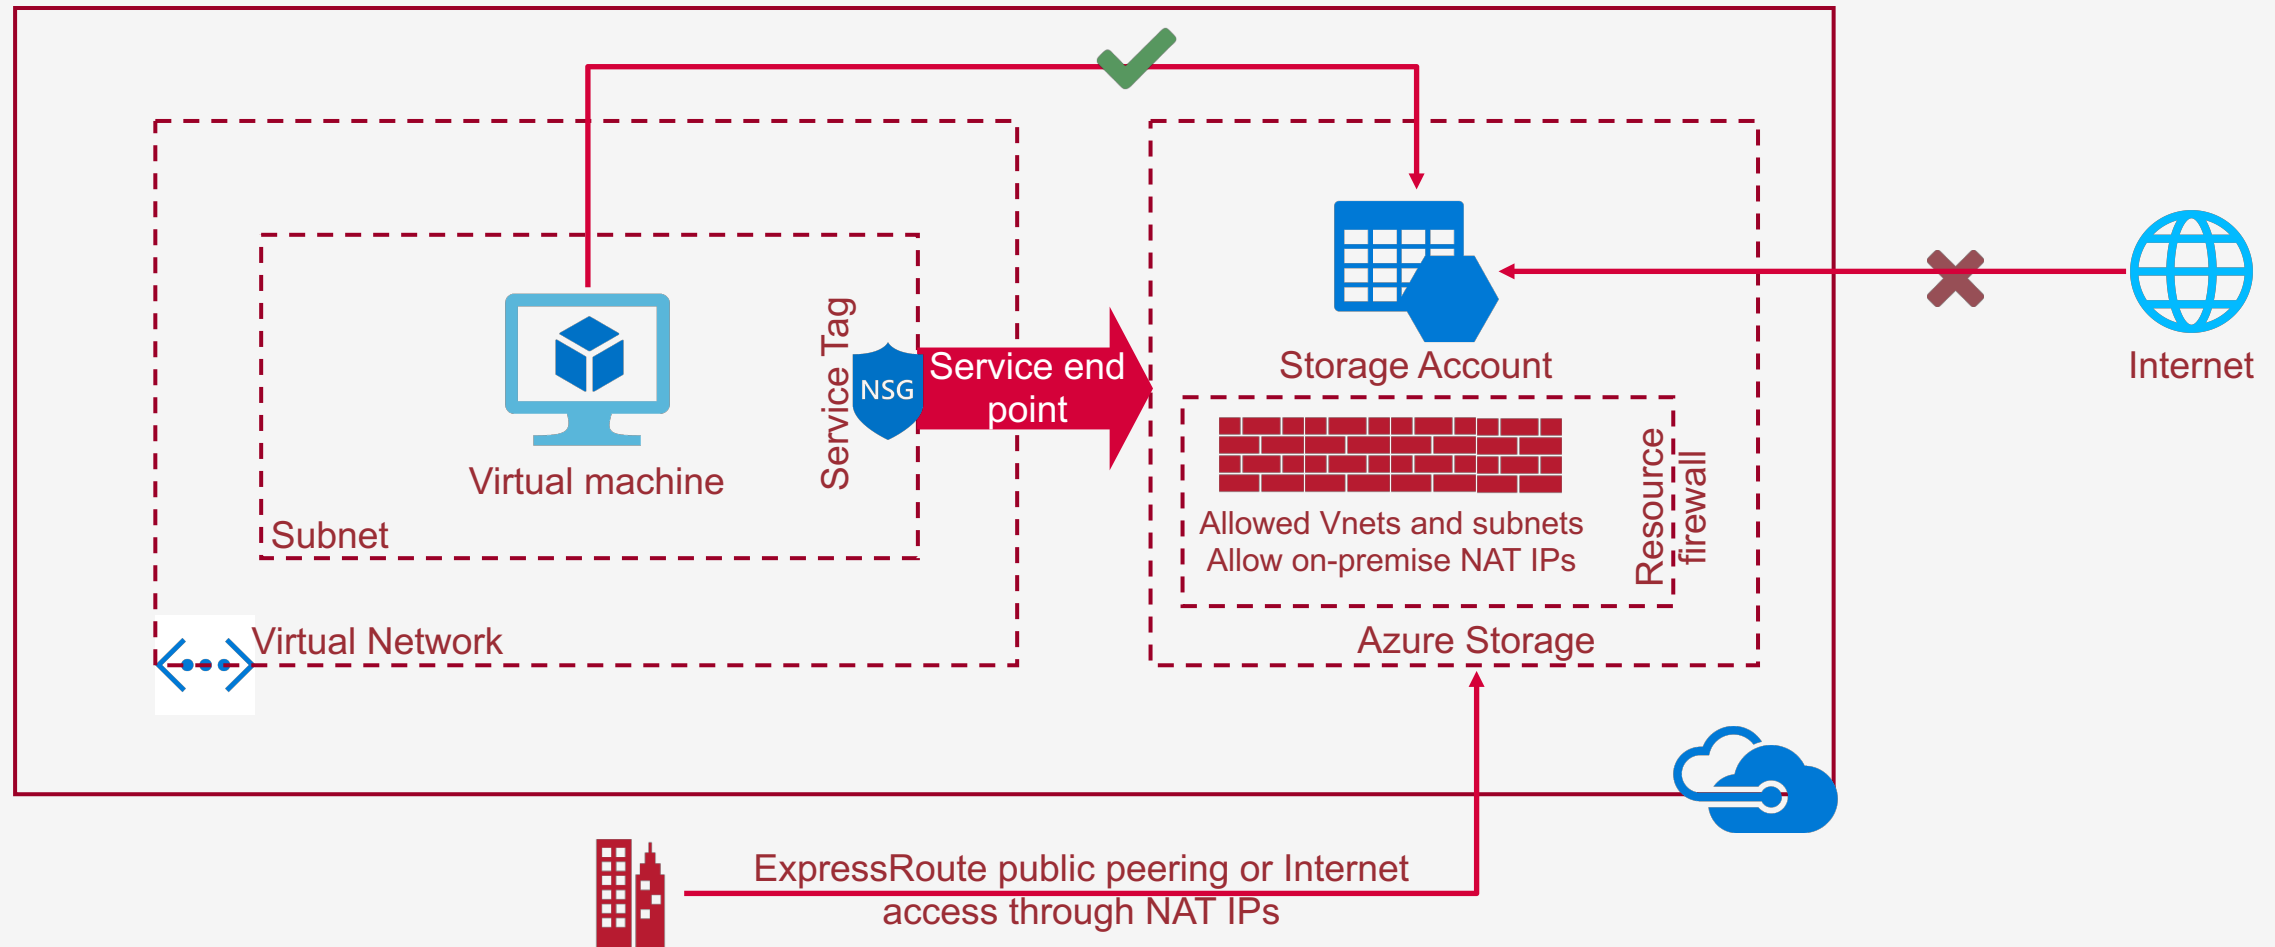 Service Tag
NSG
Service end
point
Virtual machine
Subnet
Virtual Network
Storage Account
Allowed Vnets and subnets
Allow on-premise NAT IPs
Resource
firewall
Azure Storage
Internet
ExpressRoute public peering or Internet
access through NAT IPs